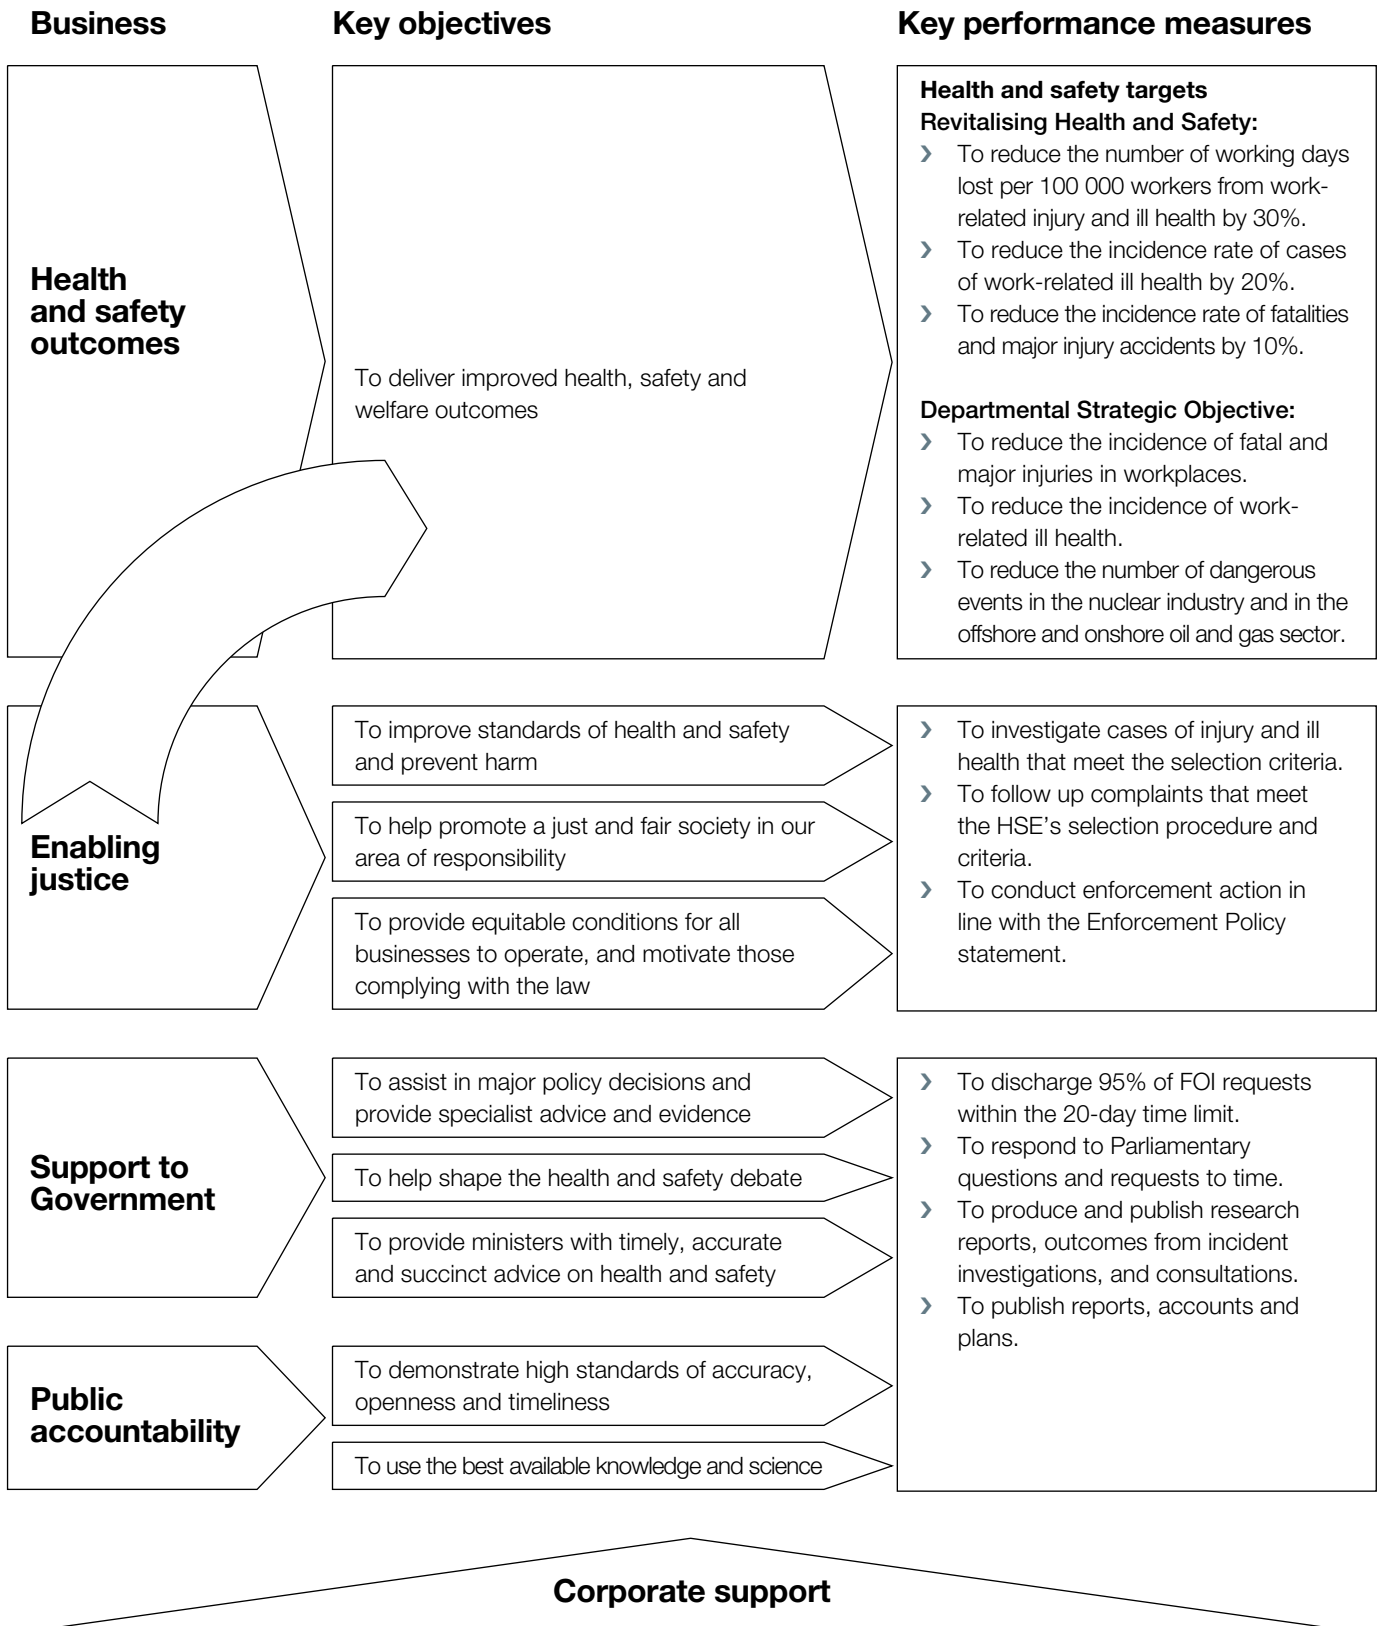 Business
Key objectives
Key performance measures
Health
and safety
outcomes
To deliver improved health, safety and
welfare outcomes
Health and safety targets
Revitalising Health and Safety:
› To reduce the number of working days
lost per 100 000 workers from work-
related injury and ill health by 30%.
› To reduce the incidence rate of cases
of work-related ill health by 20%.
› To reduce the incidence rate of fatalities
and major injury accidents by 10%.
Departmental Strategic Objective:
› To reduce the incidence of fatal and
major injuries in workplaces.
› To reduce the incidence of work-
related ill health.
› To reduce the number of dangerous
events in the nuclear industry and in the
offshore and onshore oil and gas sector.
Enabling
justice
To improve standards of health and safety
and prevent harm
To help promote a just and fair society in our
area of responsibility
To provide equitable conditions for all
businesses to operate, and motivate those
complying with the law
› To investigate cases of injury and ill
health that meet the selection criteria.
› To follow up complaints that meet
the HSE’s selection procedure and
criteria.
› To conduct enforcement action in
line with the Enforcement Policy
statement.
Support to
Government
To assist in major policy decisions and
provide specialist advice and evidence
To help shape the health and safety debate
To provide ministers with timely, accurate
and succinct advice on health and safety
› To discharge 95% of FOI requests
within the 20-day time limit.
› To respond to Parliamentary
questions and requests to time.
› To produce and publish research
reports, outcomes from incident
investigations, and consultations.
› To publish reports, accounts and
plans.
Public
accountability
To demonstrate high standards of accuracy,
openness and timeliness
To use the best available knowledge and science
Corporate support